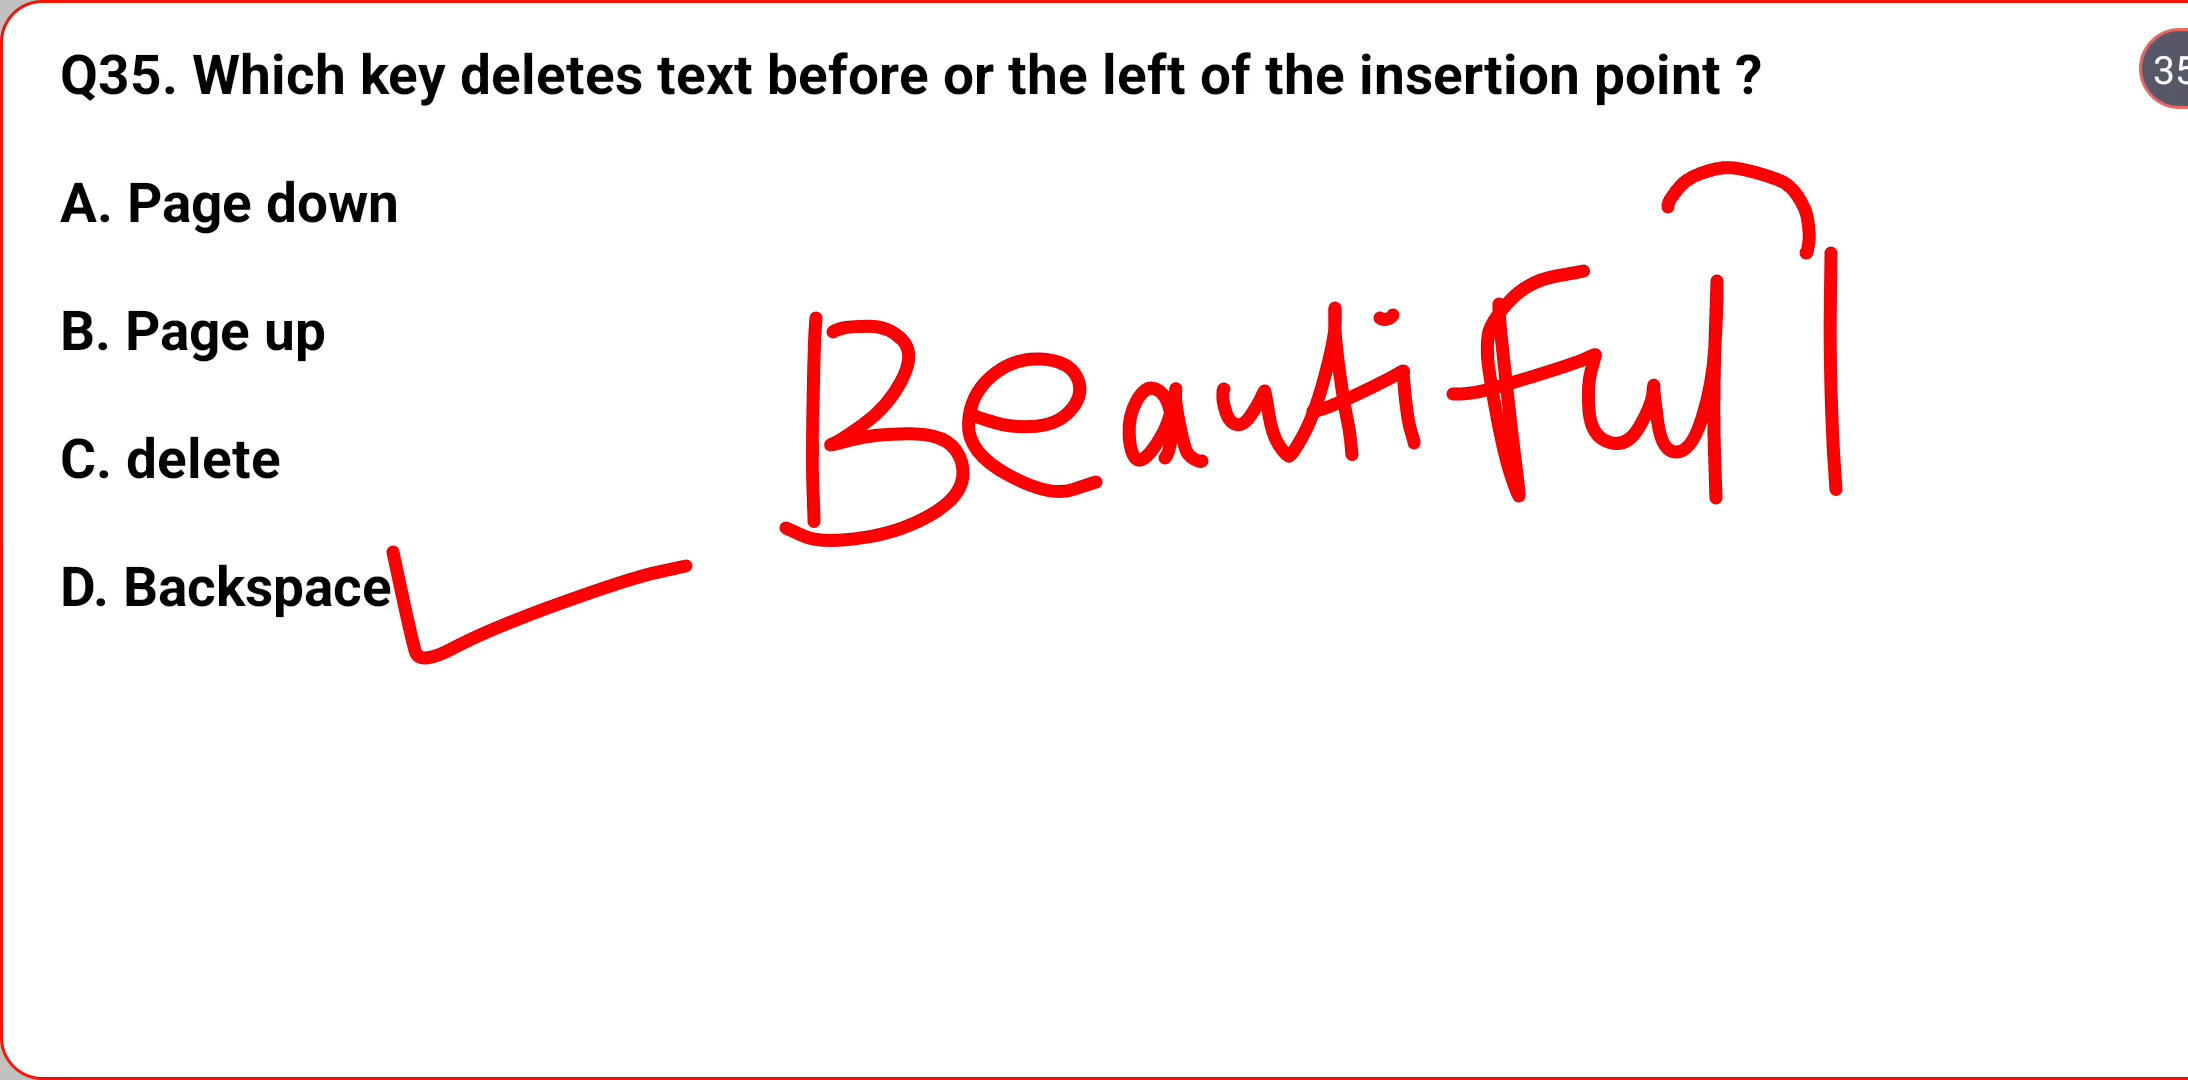 Q35. Which key deletes text before or the left of the insertion point ?
35
A. Page down
B. Page up
Beautiful
C. delete
D. Backspace